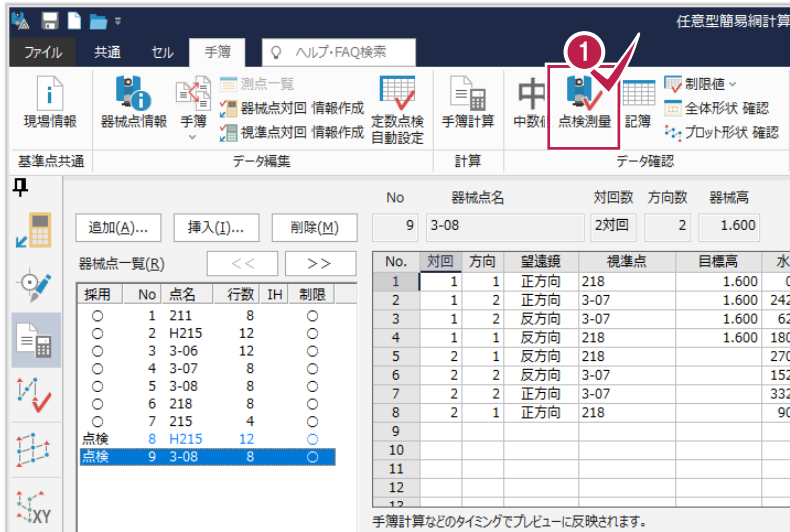 任意型簡易網計算
ファイル 共通 セル 手簿 ヘルプ・FAQ検索
1
現場情報 器械点情報 手簿 測点一覧 器械点対回 情報作成 視準点対回 情報作成 定数点検 自動設定 手簿計算 中数 点検測量 記簿 制限値 全体形状 確認 プロット形状 確認
基準点共通 データ編集 計算 データ確認
No 器械点名 対回数 方向数 器械高
追加(A)... 挿入(I)... 削除(M) 9 3-08 2対回 2 1.600
器械点一覧(R) << >>
No. 対回 方向 望遠鏡 視準点 目標高 水
1 1 1 正方向 218 1.600 0
2 1 2 正方向 3-07 1.600 242
3 1 2 反方向 3-07 1.600 62
4 1 1 反方向 218 1.600 180
5 2 1 反方向 218 270
6 2 2 反方向 3-07 152
7 2 2 正方向 3-07 332
8 2 1 正方向 218 90
9
10
11
12
13
採用 No 点名 行数 IH 制限
○ 1 211 8 ○
○ 2 H215 12 ○
○ 3 3-06 12 ○
○ 4 3-07 8 ○
○ 5 3-08 8 ○
○ 6 218 8 ○
○ 7 215 4 ○
点検 8 H215 12 ○
点検 9 3-08 8 ○
XY
手簿計算などのタイミングでプレビューに反映されます。